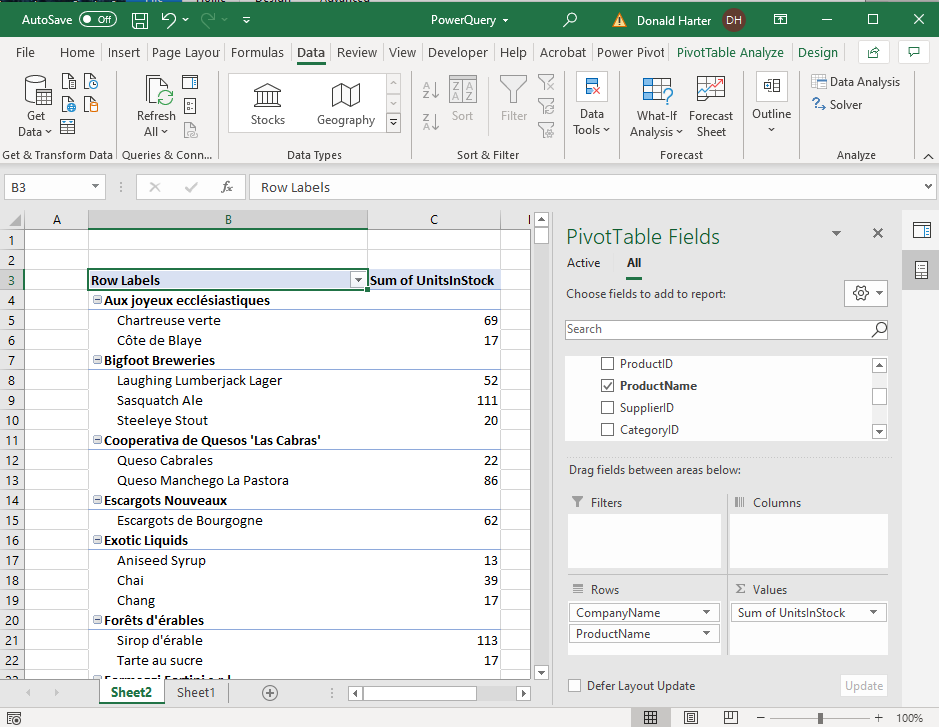 AutoSave Off PowerQuery Donald Harter DH
File Home Insert Page Layou Formulas Data Review View Developer Help Acrobat Power Pivot PivotTable Analyze Design
Get Data
Refresh All
Stocks Geography
Sort Filter
Data Tools
What-If Analysis Forecast Sheet
Outline
Data Analysis
Solver
Get & Transform Data Queries & Conn... Data Types Sort & Filter Forecast Analyze
B3 fx Row Labels
A B C
1
2
3 Row Labels Sum of UnitsInStock
4 Aux joyeux ecclésiastiques
5 Chartreuse verte 69
6 Côte de Blaye 17
7 Bigfoot Breweries
8 Laughing Lumberjack Lager 52
9 Sasquatch Ale 111
10 Steeleye Stout 20
11 Cooperativa de Quesos 'Las Cabras'
12 Queso Cabrales 22
13 Queso Manchego La Pastora 86
14 Escargots Nouveaux
15 Escargots de Bourgogne 62
16 Exotic Liquids
17 Aniseed Syrup 13
18 Chai 39
19 Chang 17
20 Forêts d'érables
21 Sirop d'érable 113
22 Tarte au sucre 17
Sheet2 Sheet1
PivotTable Fields
Active All
Choose fields to add to report:
Search
ProductID
ProductName
SupplierID
CategoryID
Drag fields between areas below:
Filters Columns
Rows Σ Values
CompanyName Sum of UnitsInStock
ProductName
Defer Layout Update Update
100%